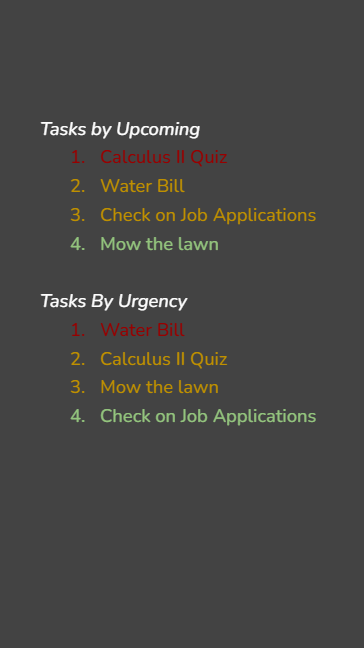 Tasks by Upcoming
1. Calculus II Quiz
2. Water Bill
3. Check on Job Applications
4. Mow the lawn
Tasks By Urgency
1. Water Bill
2. Calculus II Quiz
3. Mow the lawn
4. Check on Job Applications